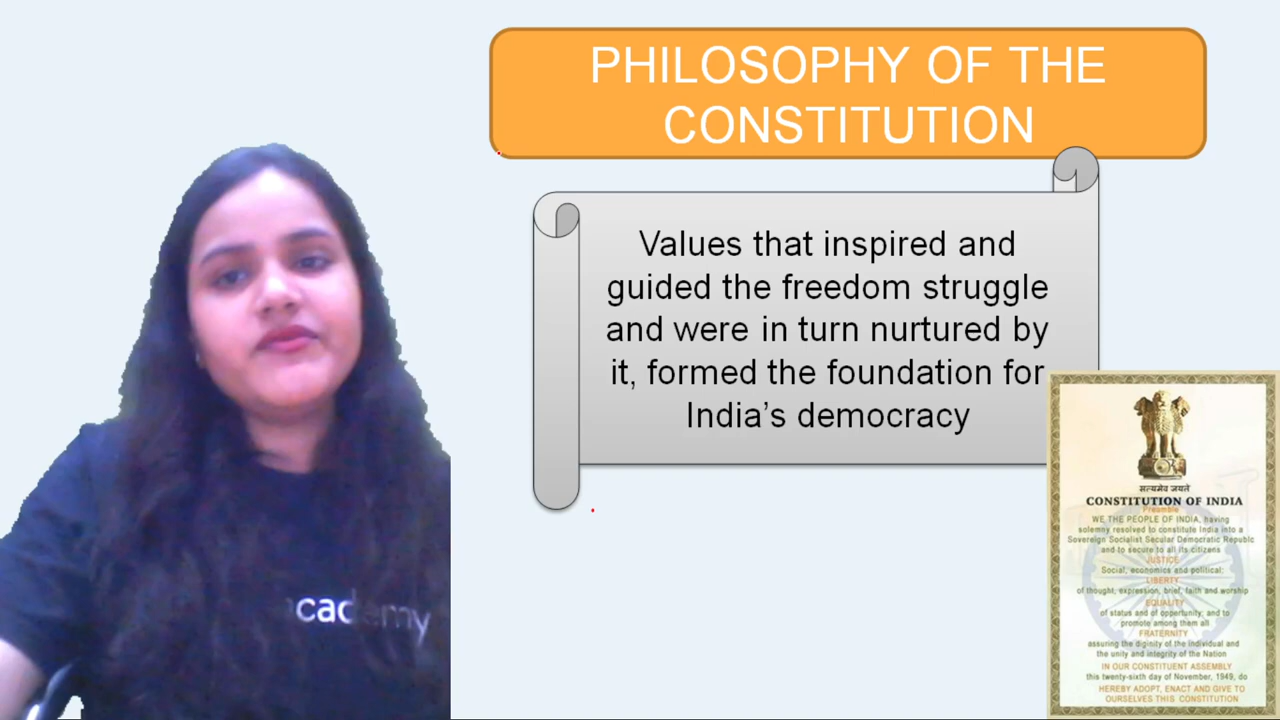 PHILOSOPHY OF THE
CONSTITUTION
Values that inspired and
guided the freedom struggle
and were in turn nurtured by
it, formed the foundation for
India’s democracy
cademy
सत्यमेव जयते
CONSTITUTION OF INDIA
Preamble
WE THE PEOPLE OF INDIA, having
solemnly resolved to constitute India into a
Sovereign Socialist Secular Democratic Republc
and to secure to all its citizens
JUSTICE
Social, economics and political;
LIBERTY
of thought, expression, brief, faith and worship
EQUALITY
of status and of opportunity; and to
promote among them all
FRATERNITY
assuring the diginity of the individual and
the unity and integrity of the Nation
IN OUR CONSTITUENT ASSEMBLY
this twenty-sixth day of November, 1949, do
HEREBY ADOPT, ENACT AND GIVE TO
OURSELVES THIS CONSTITUTION